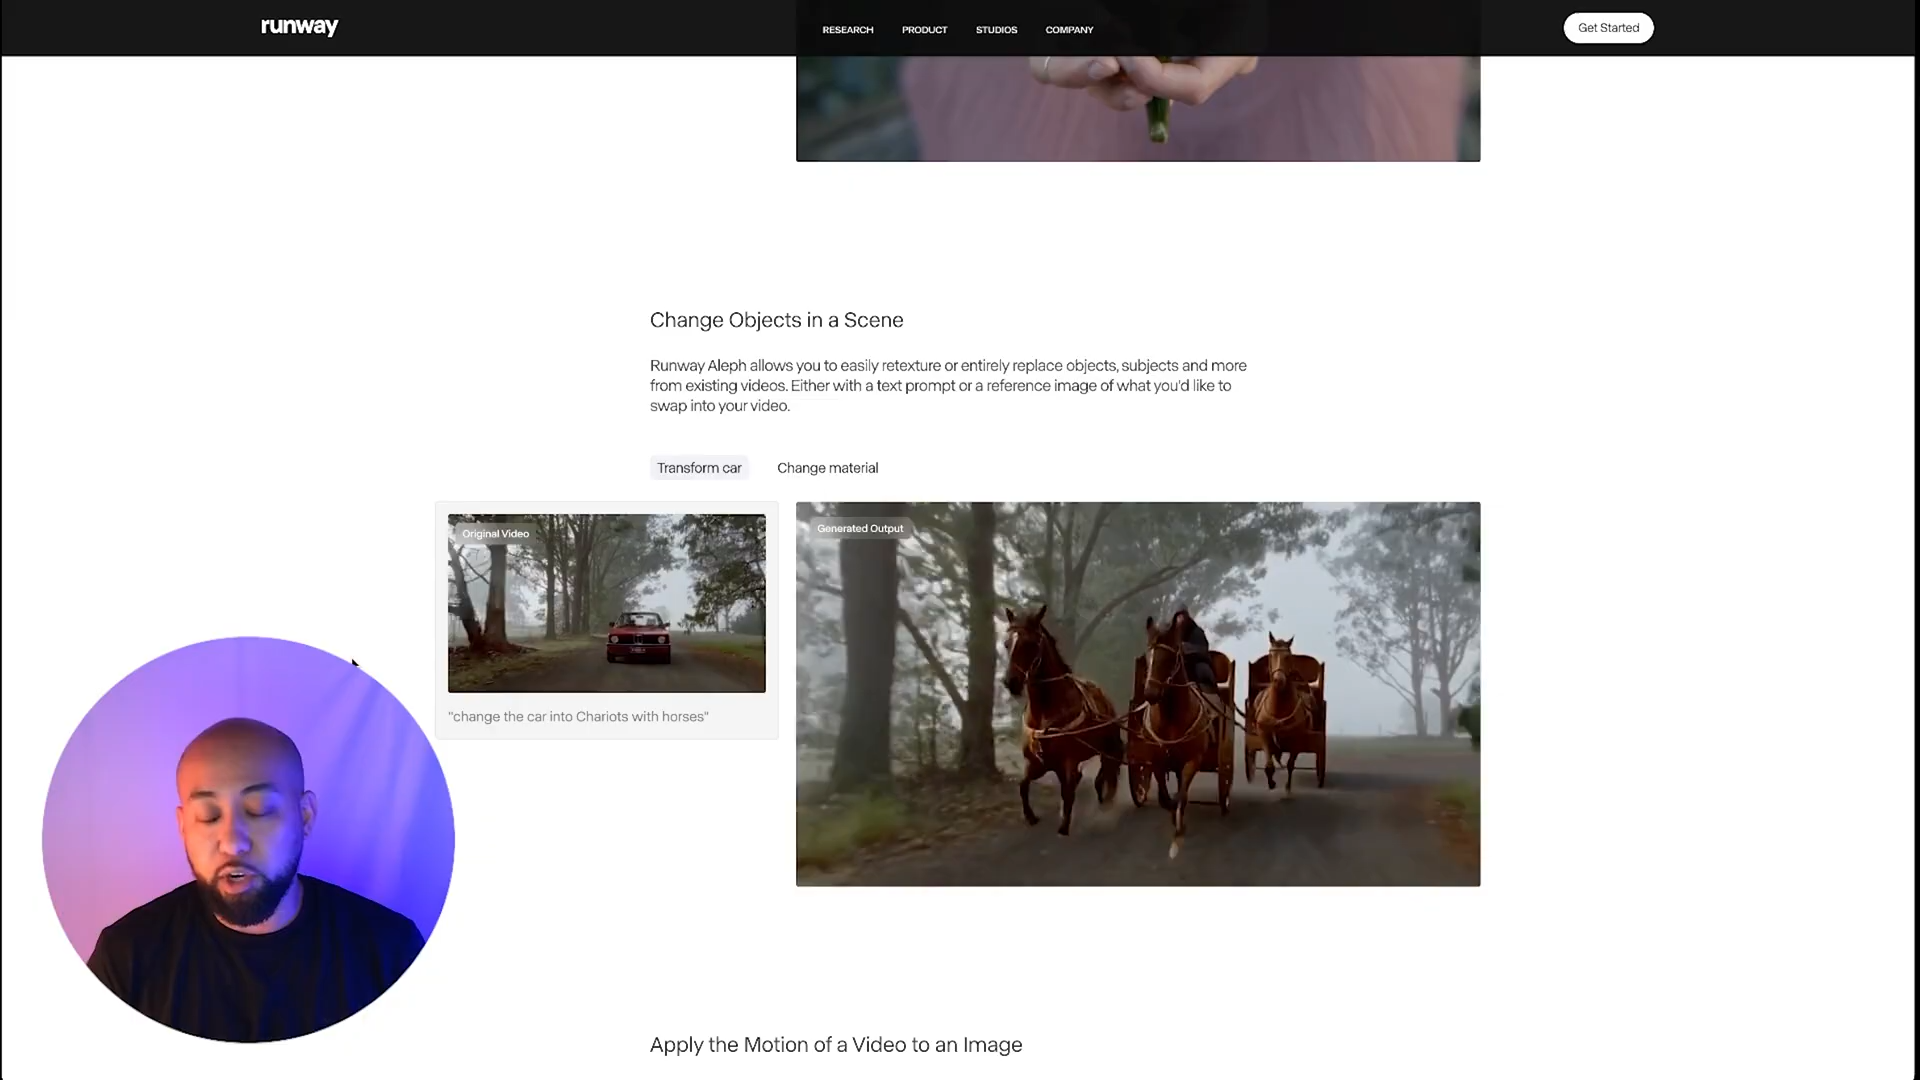 runway
RESEARCH PRODUCT STUDIOS COMPANY
Get Started
Change Objects in a Scene
Runway Aleph allows you to easily retexture or entirely replace objects, subjects and more
from existing videos. Either with a text prompt or a reference image of what you'd like to
swap into your video.
Transform car Change material
Original Video
"change the car into Chariots with horses"
Generated Output
Apply the Motion of a Video to an Image